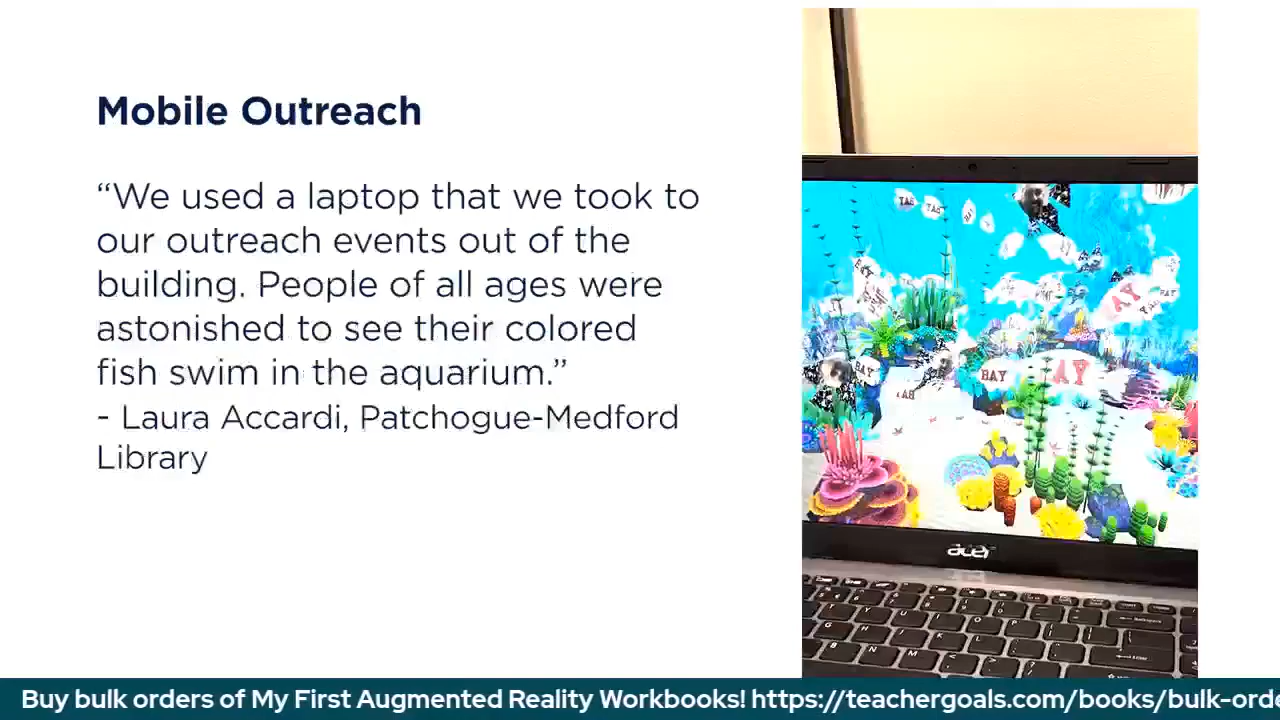 Mobile Outreach
“We used a laptop that we took to
our outreach events out of the
building. People of all ages were
astonished to see their colored
fish swim in the aquarium.”
- Laura Accardi, Patchogue-Medford
Library
BAY
acer
Buy bulk orders of My First Augmented Reality Workbooks! https://teachergoals.com/books/bulk-orde